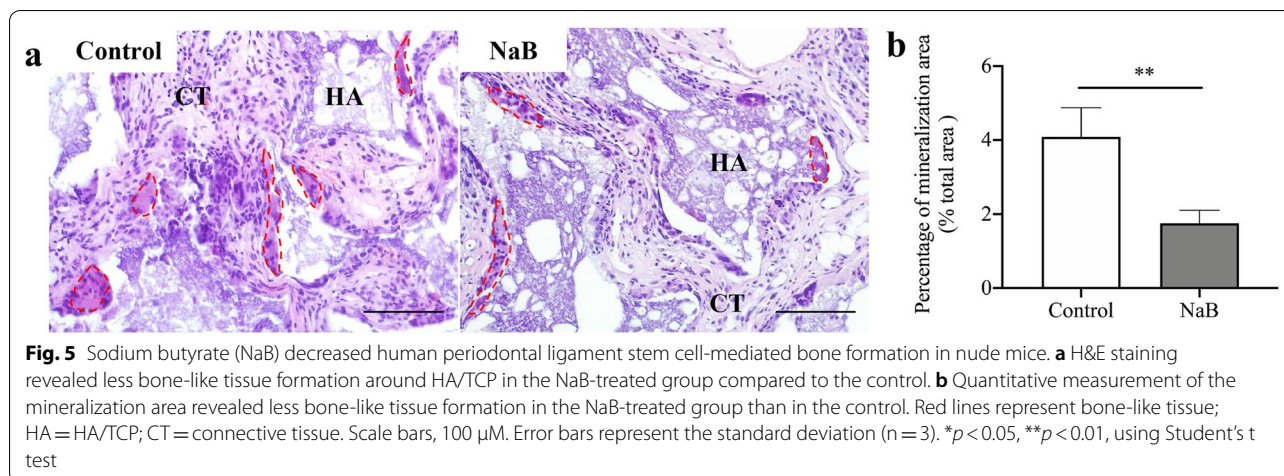 a
Control
CT
HA
NaB
HA
CT
b
Percentage of mineralization area
(% total area)
6
4
2
0
**
Control
NaB
Fig. 5 Sodium butyrate (NaB) decreased human periodontal ligament stem cell-mediated bone formation in nude mice. a H&E staining
revealed less bone-like tissue formation around HA/TCP in the NaB-treated group compared to the control. b Quantitative measurement of the
mineralization area revealed less bone-like tissue formation in the NaB-treated group than in the control. Red lines represent bone-like tissue;
HA = HA/TCP; CT = connective tissue. Scale bars, 100 μM. Error bars represent the standard deviation (n = 3). *p < 0.05, **p < 0.01, using Student's t
test